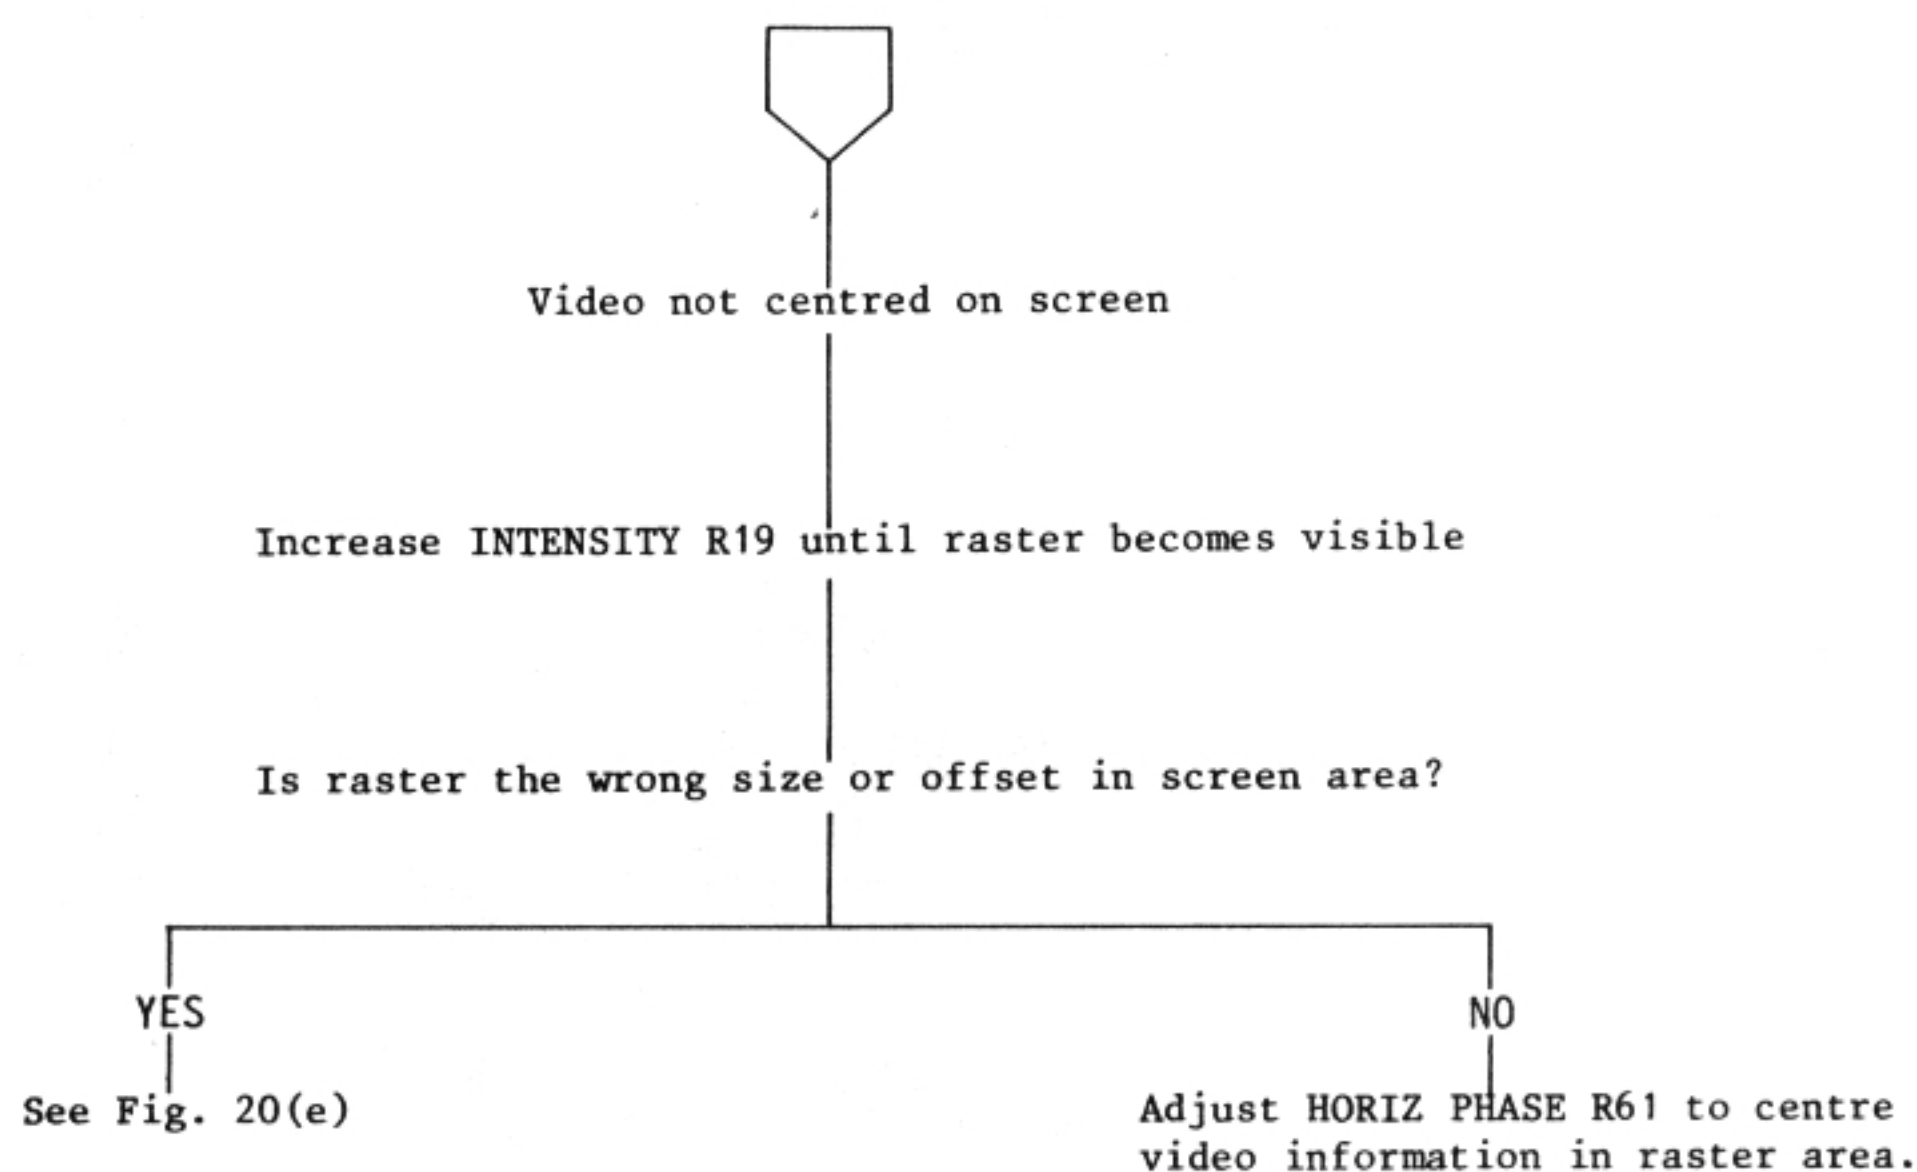 Video not centred on screen
Increase INTENSITY R19 until raster becomes visible
Is raster the wrong size or offset in screen area?
YES
NO
See Fig. 20(e)
Adjust HORIZ PHASE R61 to centre
video information in raster area.